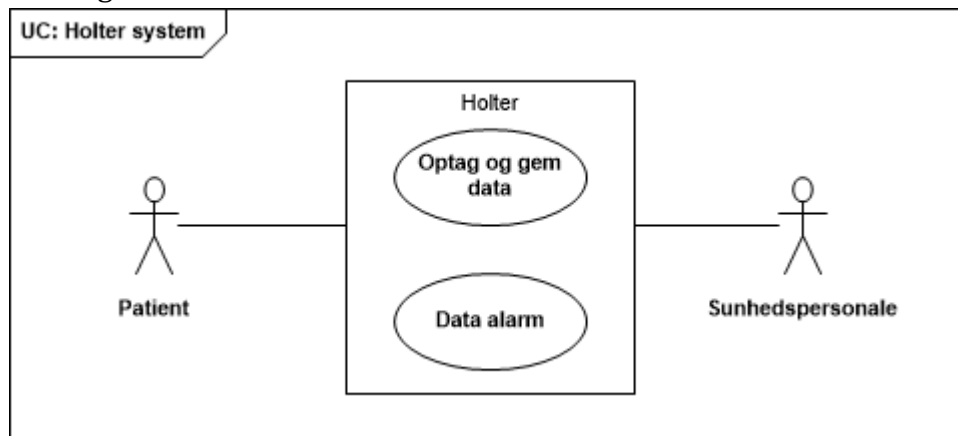 UC: Holter system
Holter
Optag og gem
data
Data alarm
Patient
Sunhedspersonale